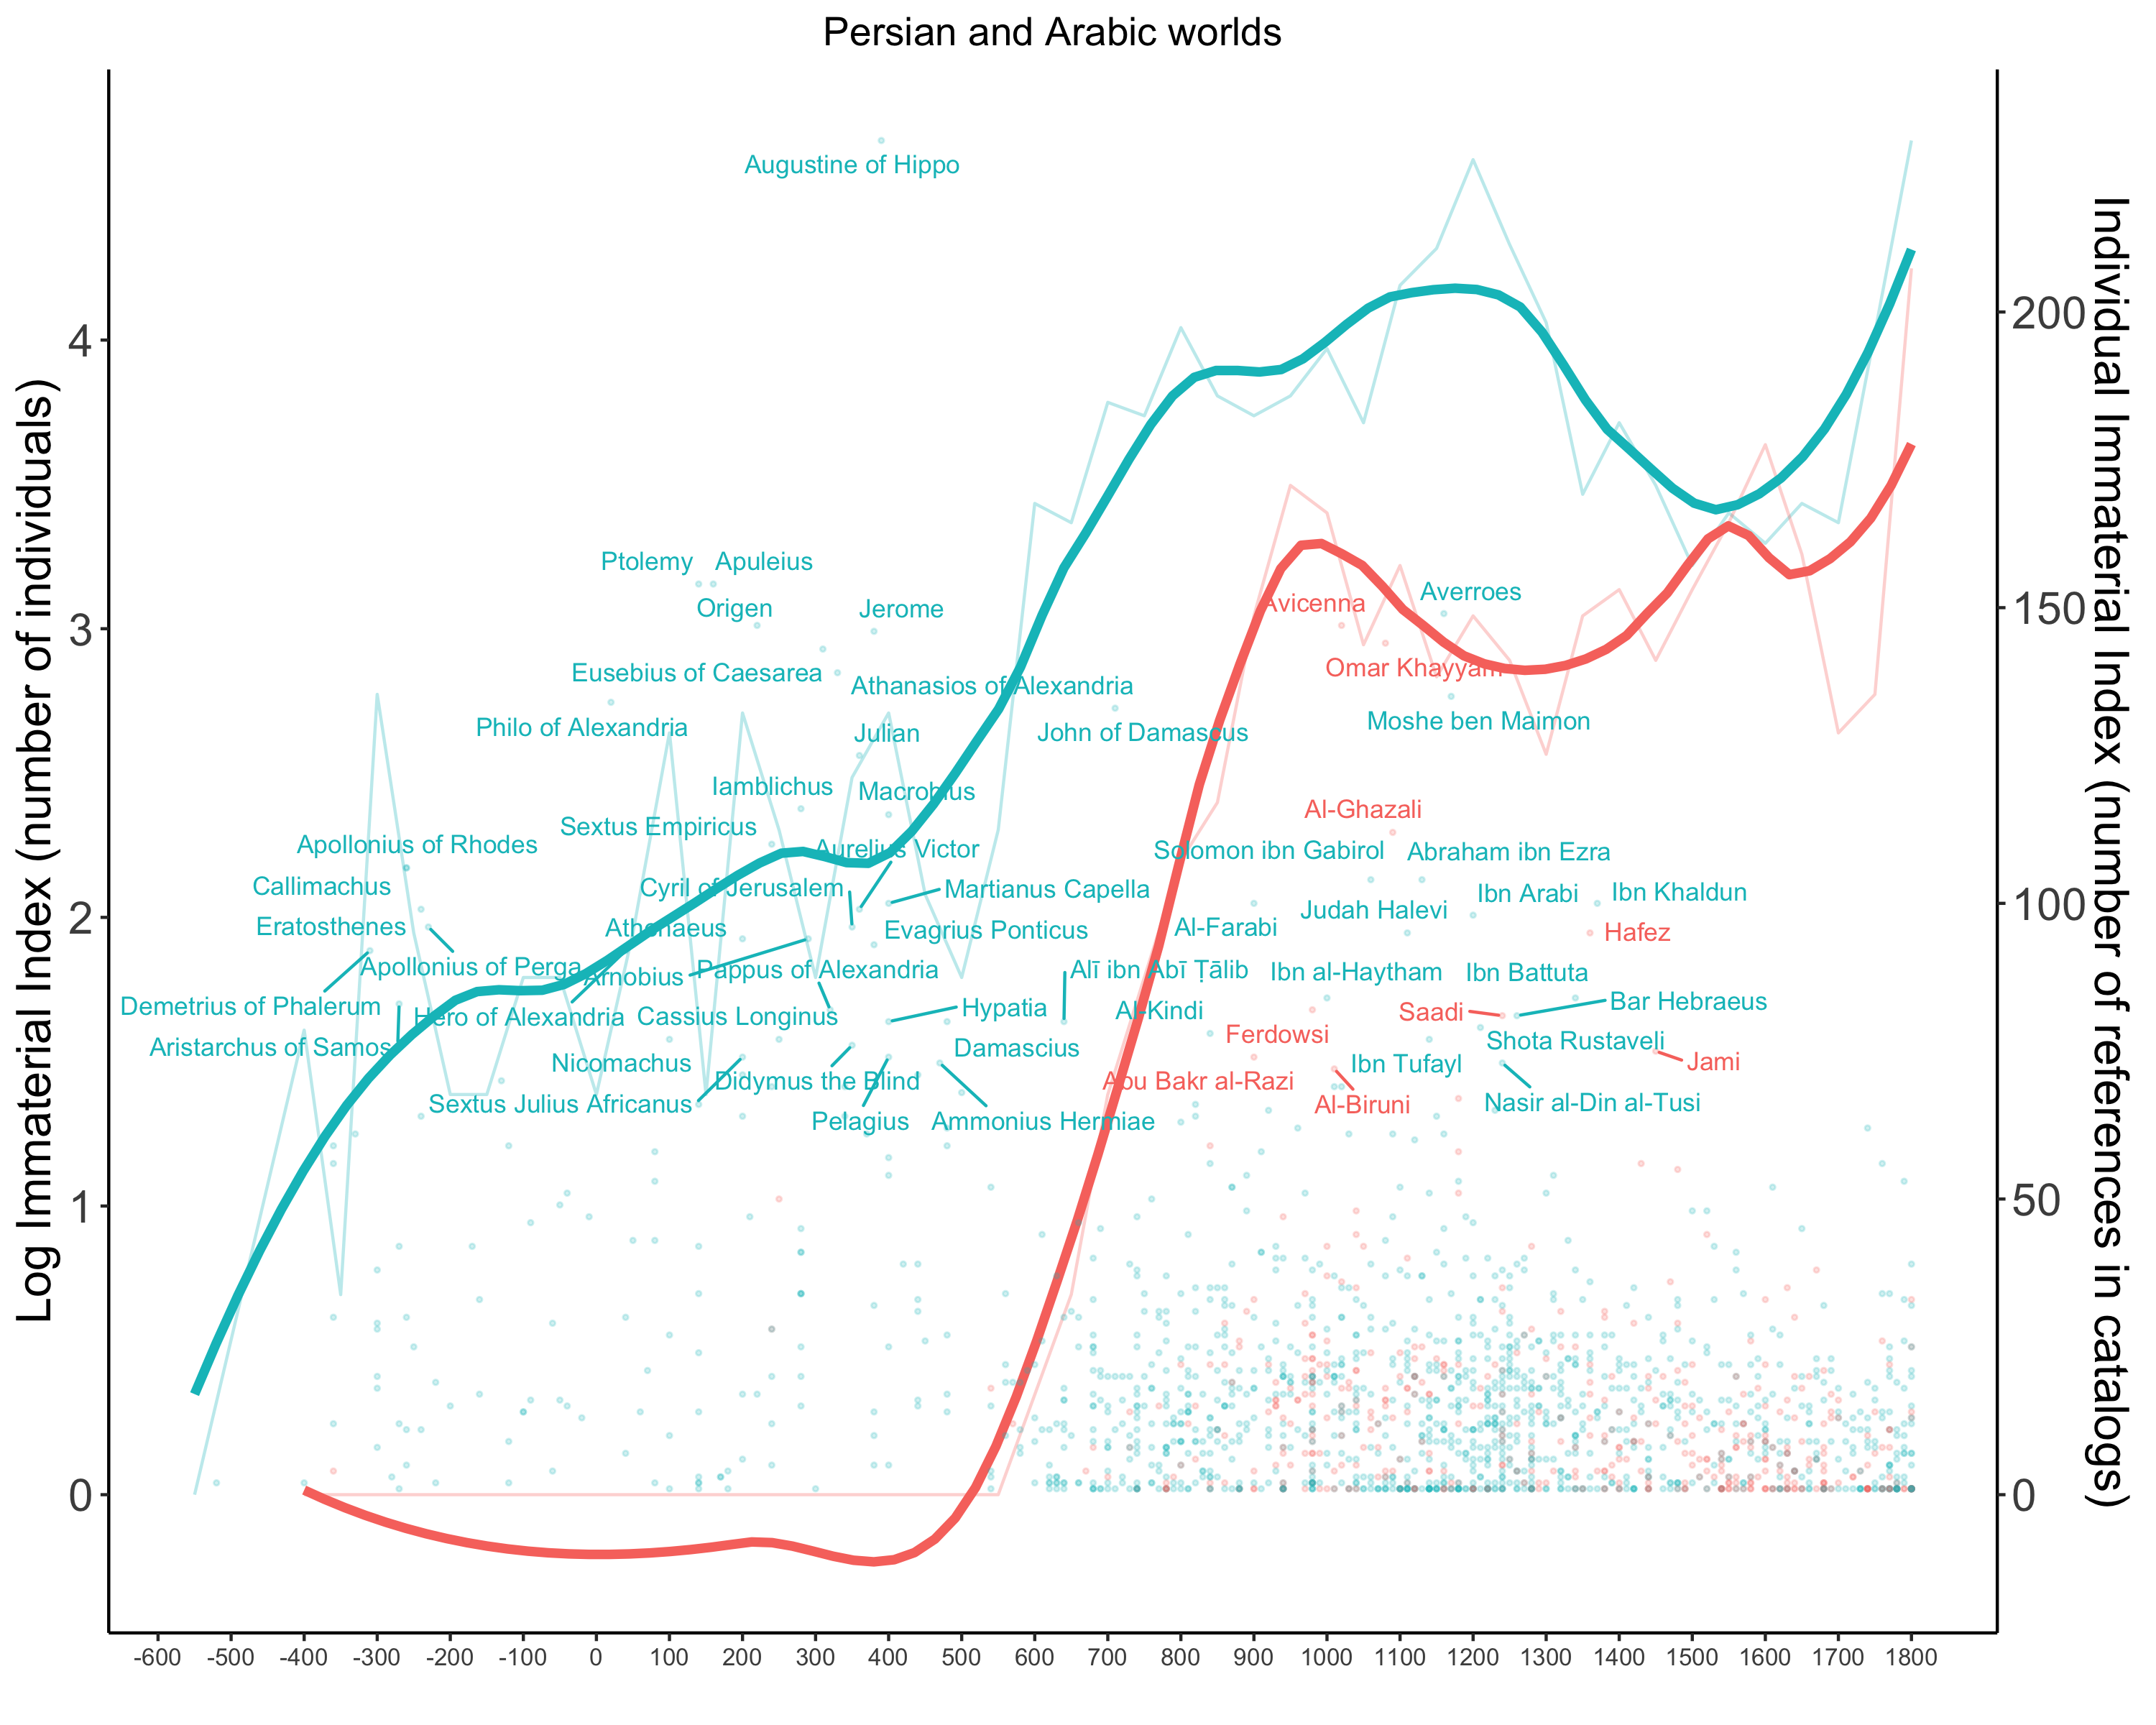 Persian and Arabic worlds
Log Immaterial Index (number of individuals)
Individual Immaterial Index (number of references in catalogs)
4
3
2
1
0
200
150
100
50
0
Augustine of Hippo
Ptolemy
Apuleius
Origen
Jerome
Averroes
Avicenna
Eusebius of Caesarea
Omar Khayyam
Athanasios of Alexandria
Philo of Alexandria
Moshe ben Maimon
Julian
John of Damascus
Iamblichus
Macrobius
Al-Ghazali
Sextus Empiricus
Apollonius of Rhodes
Aurelius Victor
Solomon ibn Gabirol
Abraham ibn Ezra
Callimachus
Cyril of Jerusalem
Martianus Capella
Ibn Arabi
Ibn Khaldun
Judah Halevi
Eratosthenes
Athenaeus
Evagrius Ponticus
Al-Farabi
Hafez
Apollonius of Perga
Arnobius
Pappus of Alexandria
Alī ibn Abī Ṭālib
Ibn al-Haytham
Ibn Battuta
Demetrius of Phalerum
Hero of Alexandria
Cassius Longinus
Hypatia
Al-Kindi
Saadi
Bar Hebraeus
Ferdowsi
Aristarchus of Samos
Damascius
Shota Rustaveli
Nicomachus
Ibn Tufayl
Jami
Didymus the Blind
Abu Bakr al-Razi
Sextus Julius Africanus
Al-Biruni
Nasir al-Din al-Tusi
Pelagius
Ammonius Hermiae
-600 -500 -400 -300 -200 -100 0 100 200 300 400 500 600 700 800 900 1000 1100 1200 1300 1400 1500 1600 1700 1800